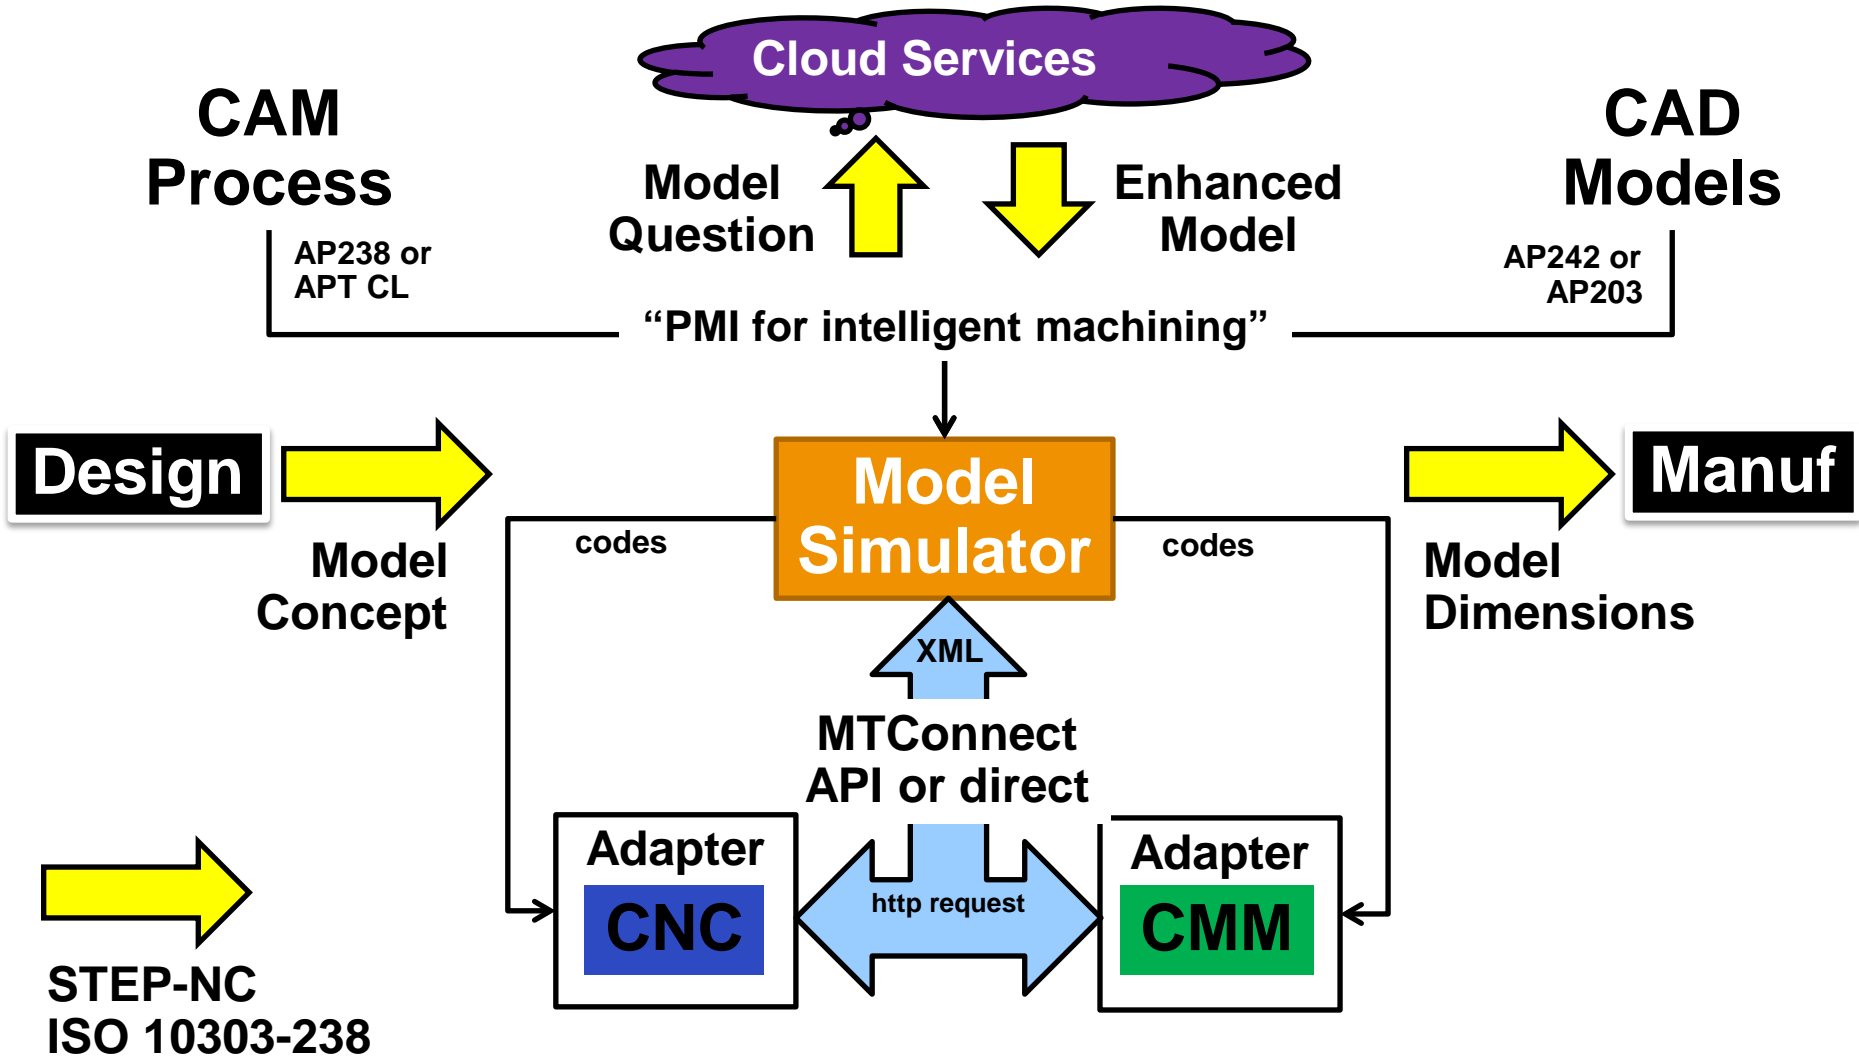 Cloud Services
CAM
Process
CAD
Models
Model
Question
Enhanced
Model
AP238 or
APT CL
AP242 or
AP203
“PMI for intelligent machining”
Design
Model
Simulator
Manuf
codes
codes
Model
Concept
Model
Dimensions
XML
MTConnect
API or direct
Adapter
CNC
http request
Adapter
CMM
STEP-NC
ISO 10303-238